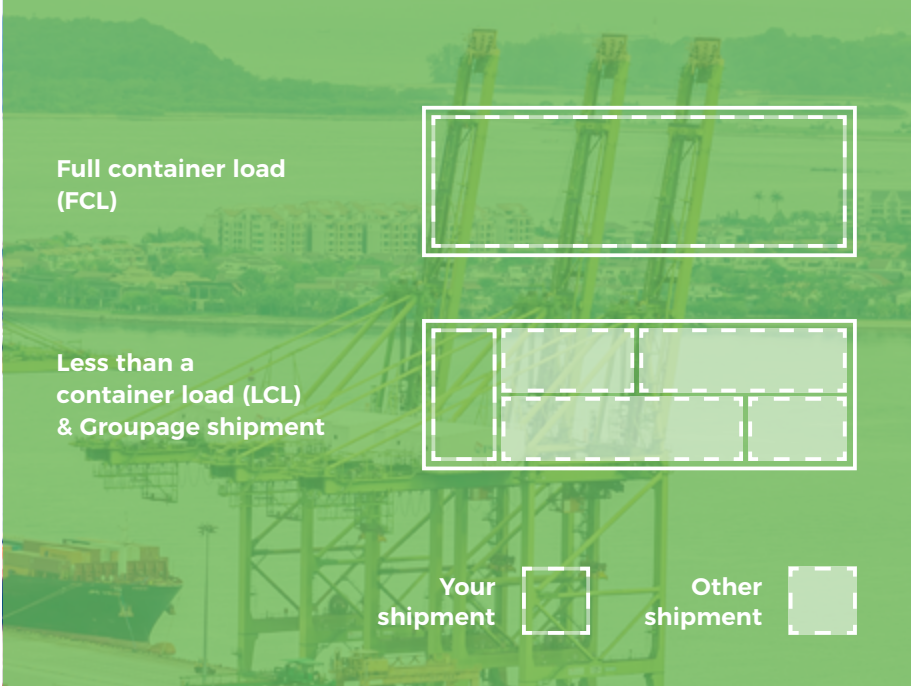 Full container load
(FCL)
Less than a
container load (LCL)
& Groupage shipment
Your
shipment
Other
shipment